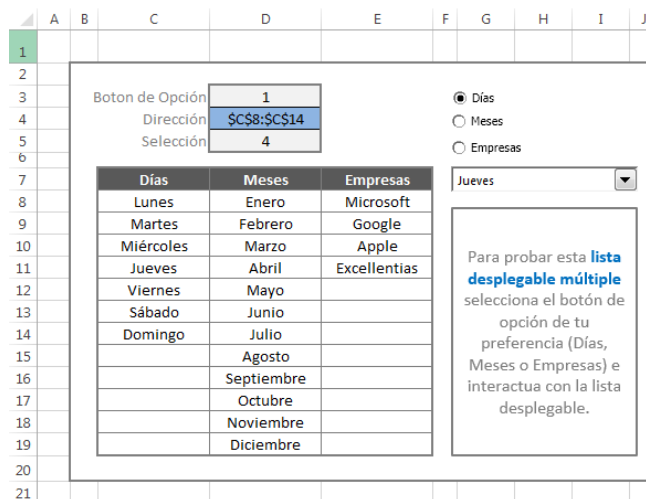 A B C D E F G H I J
1
2
3 Boton de Opción 1 Días
4 Dirección $C$8:$C$14 Meses
5 Selección 4 Empresas
6
7 Días Meses Empresas Jueves
8 Lunes Enero Microsoft
9 Martes Febrero Google
10 Miércoles Marzo Apple
11 Jueves Abril Excellentias
12 Viernes Mayo
13 Sábado Junio
14 Domingo Julio
15 Agosto
16 Septiembre
17 Octubre
18 Noviembre
19 Diciembre
20
21
Para probar esta lista
desplegable múltiple
selecciona el botón de
opción de tu
preferencia (Días,
Meses o Empresas) e
interactua con la lista
desplegable.